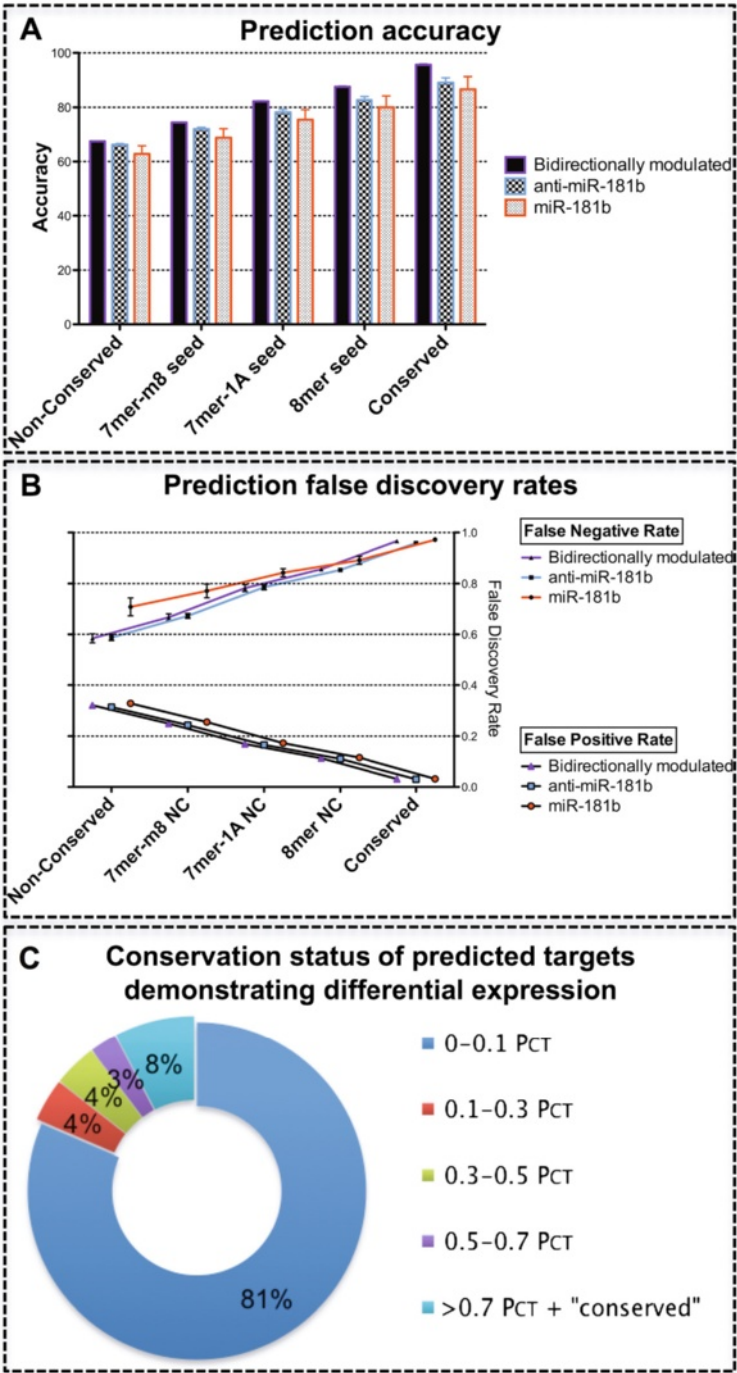 A
Prediction accuracy
100
80
60
40
20
0
Accuracy
Non-Conserved
7mer-m8 seed
7mer-1A seed
8mer seed
Conserved
Bidirectionally modulated
anti-miR-181b
miR-181b
B
Prediction false discovery rates
1.0
0.8
0.6
0.4
0.2
0.0
False Discovery Rate
Non-Conserved
7mer-m8 NC
7mer-1A NC
8mer NC
Conserved
False Negative Rate
Bidirectionally modulated
anti-miR-181b
miR-181b
False Positive Rate
Bidirectionally modulated
anti-miR-181b
miR-181b
C
Conservation status of predicted targets
demonstrating differential expression
8%
3%
4%
4%
81%
0–0.1 PCT
0.1–0.3 PCT
0.3–0.5 PCT
0.5–0.7 PCT
>0.7 PCT + "conserved"